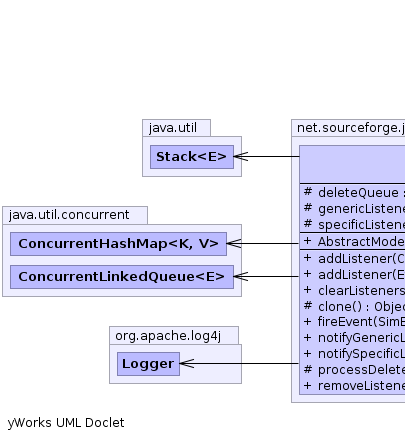 java.util
Stack<E>
java.util.concurrent
ConcurrentHashMap<K, V>
ConcurrentLinkedQueue<E>
org.apache.log4j
Logger
net.sourceforge.j
# deleteQueue :
# genericListene
# specificListene
+ AbstractMode
+ addListener(C
+ addListener(E
+ clearListeners
# clone() : Objec
+ fireEvent(SimE
+ notifyGenericL
+ notifySpecificL
# processDelete
+ removeListene
yWorks UML Doclet